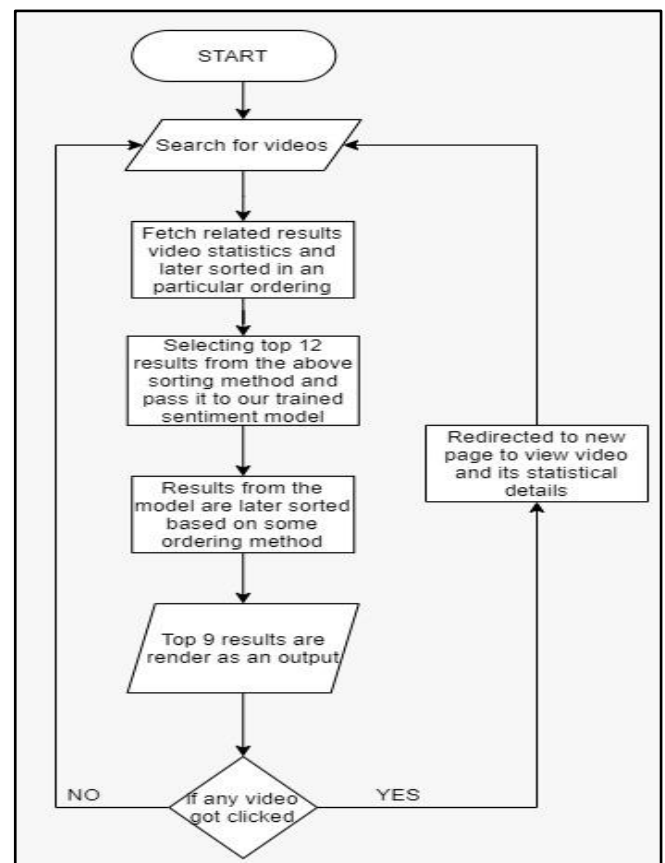 START
Search for videos
Fetch related results
video statistics and
later sorted in an
particular ordering
Selecting top 12
results from the above
sorting method and
pass it to our trained
sentiment model
Results from the
model are later sorted
based on some
ordering method
Top 9 results are
render as an output
If any video
got clicked
NO
YES
Redirected to new
page to view video
and its statistical
details